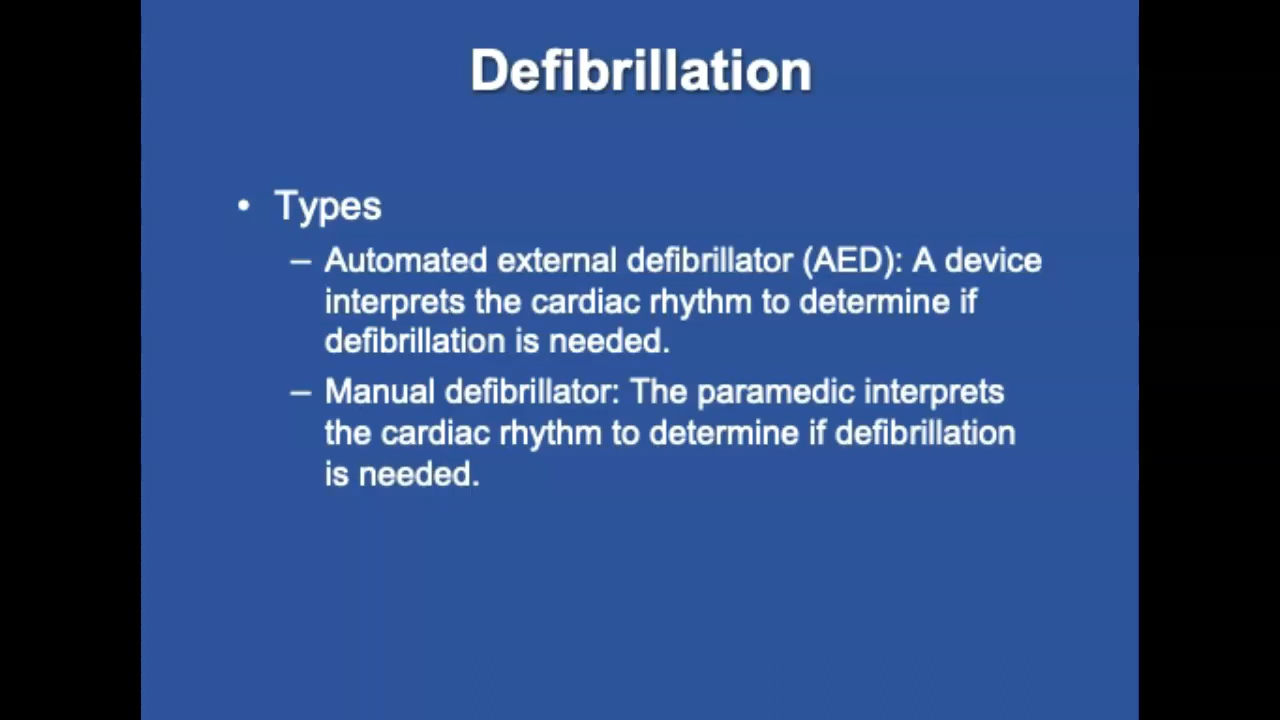 Defibrillation
• Types
– Automated external defibrillator (AED): A device
interprets the cardiac rhythm to determine if
defibrillation is needed.
– Manual defibrillator: The paramedic interprets
the cardiac rhythm to determine if defibrillation
is needed.